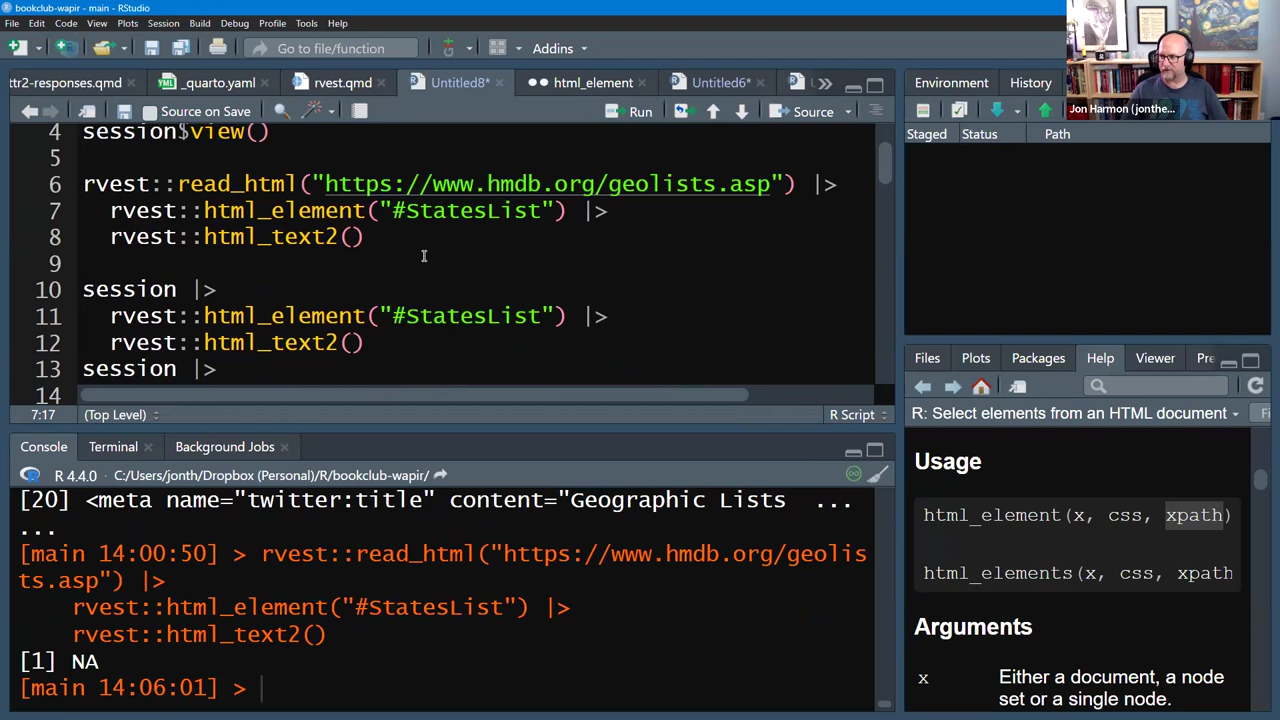 bookclub-wapir - main - RStudio
File Edit Code View Plots Session Build Debug Profile Tools Help
Go to file/function Addins
ttr2-responses.qmd _quarto.yaml rvest.qmd Untitled8* html_element Untitled6*
Source on Save Run Source
4 session$view()
5
6 rvest::read_html("https://www.hmdb.org/geolists.asp") |>
7 rvest::html_element("#StatesList") |>
8 rvest::html_text2()
9
10 session |>
11 rvest::html_element("#StatesList") |>
12 rvest::html_text2()
13 session |>
14
7:17 (Top Level) R Script
Console Terminal Background Jobs
R 4.4.0 · C:/Users/jonth/Dropbox (Personal)/R/bookclub-wapir/
[20] <meta name="twitter:title" content="Geographic Lists ...
...
[main 14:00:50] > rvest::read_html("https://www.hmdb.org/geolis
ts.asp") |>
rvest::html_element("#StatesList") |>
rvest::html_text2()
[1] NA
[main 14:06:01] >
Jon Harmon (jonthe...
Environment History
Staged Status Path
Files Plots Packages Help Viewer Pre
R: Select elements from an HTML document Fi
Usage
html_element(x, css, xpath)
html_elements(x, css, xpath
Arguments
x Either a document, a node
set or a single node.